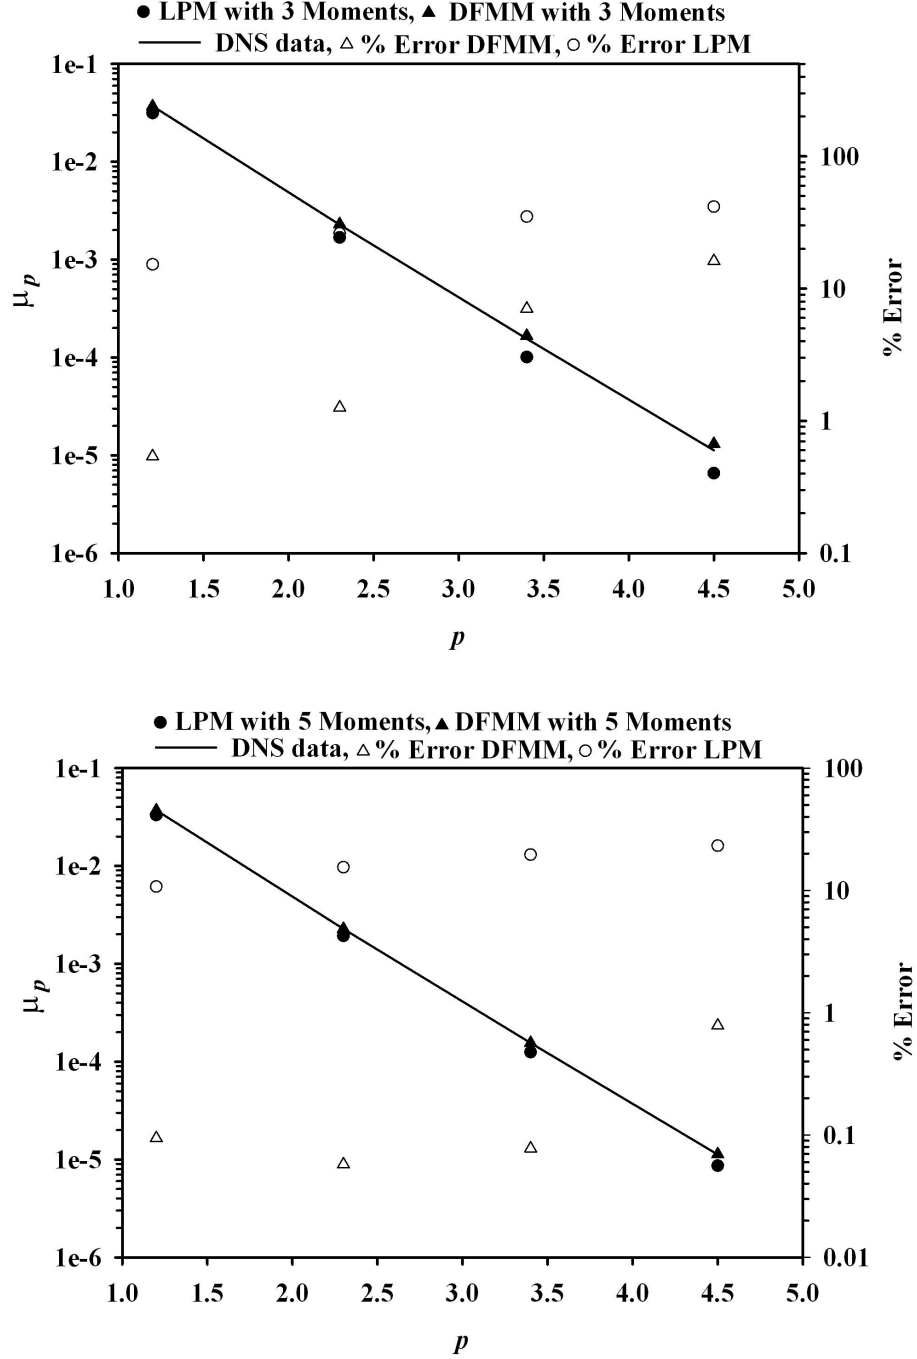 ● LPM with 3 Moments, ▲ DFMM with 3 Moments
DNS data, △ % Error DFMM, ○ % Error LPM
1e-1
1e-2
1e-3
1e-4
1e-5
1e-6
μp
100
10
1
0.1
% Error
1.0 1.5 2.0 2.5 3.0 3.5 4.0 4.5 5.0
p
● LPM with 5 Moments, ▲ DFMM with 5 Moments
DNS data, △ % Error DFMM, ○ % Error LPM
1e-1
1e-2
1e-3
1e-4
1e-5
1e-6
μp
100
10
1
0.1
0.01
% Error
1.0 1.5 2.0 2.5 3.0 3.5 4.0 4.5 5.0
p